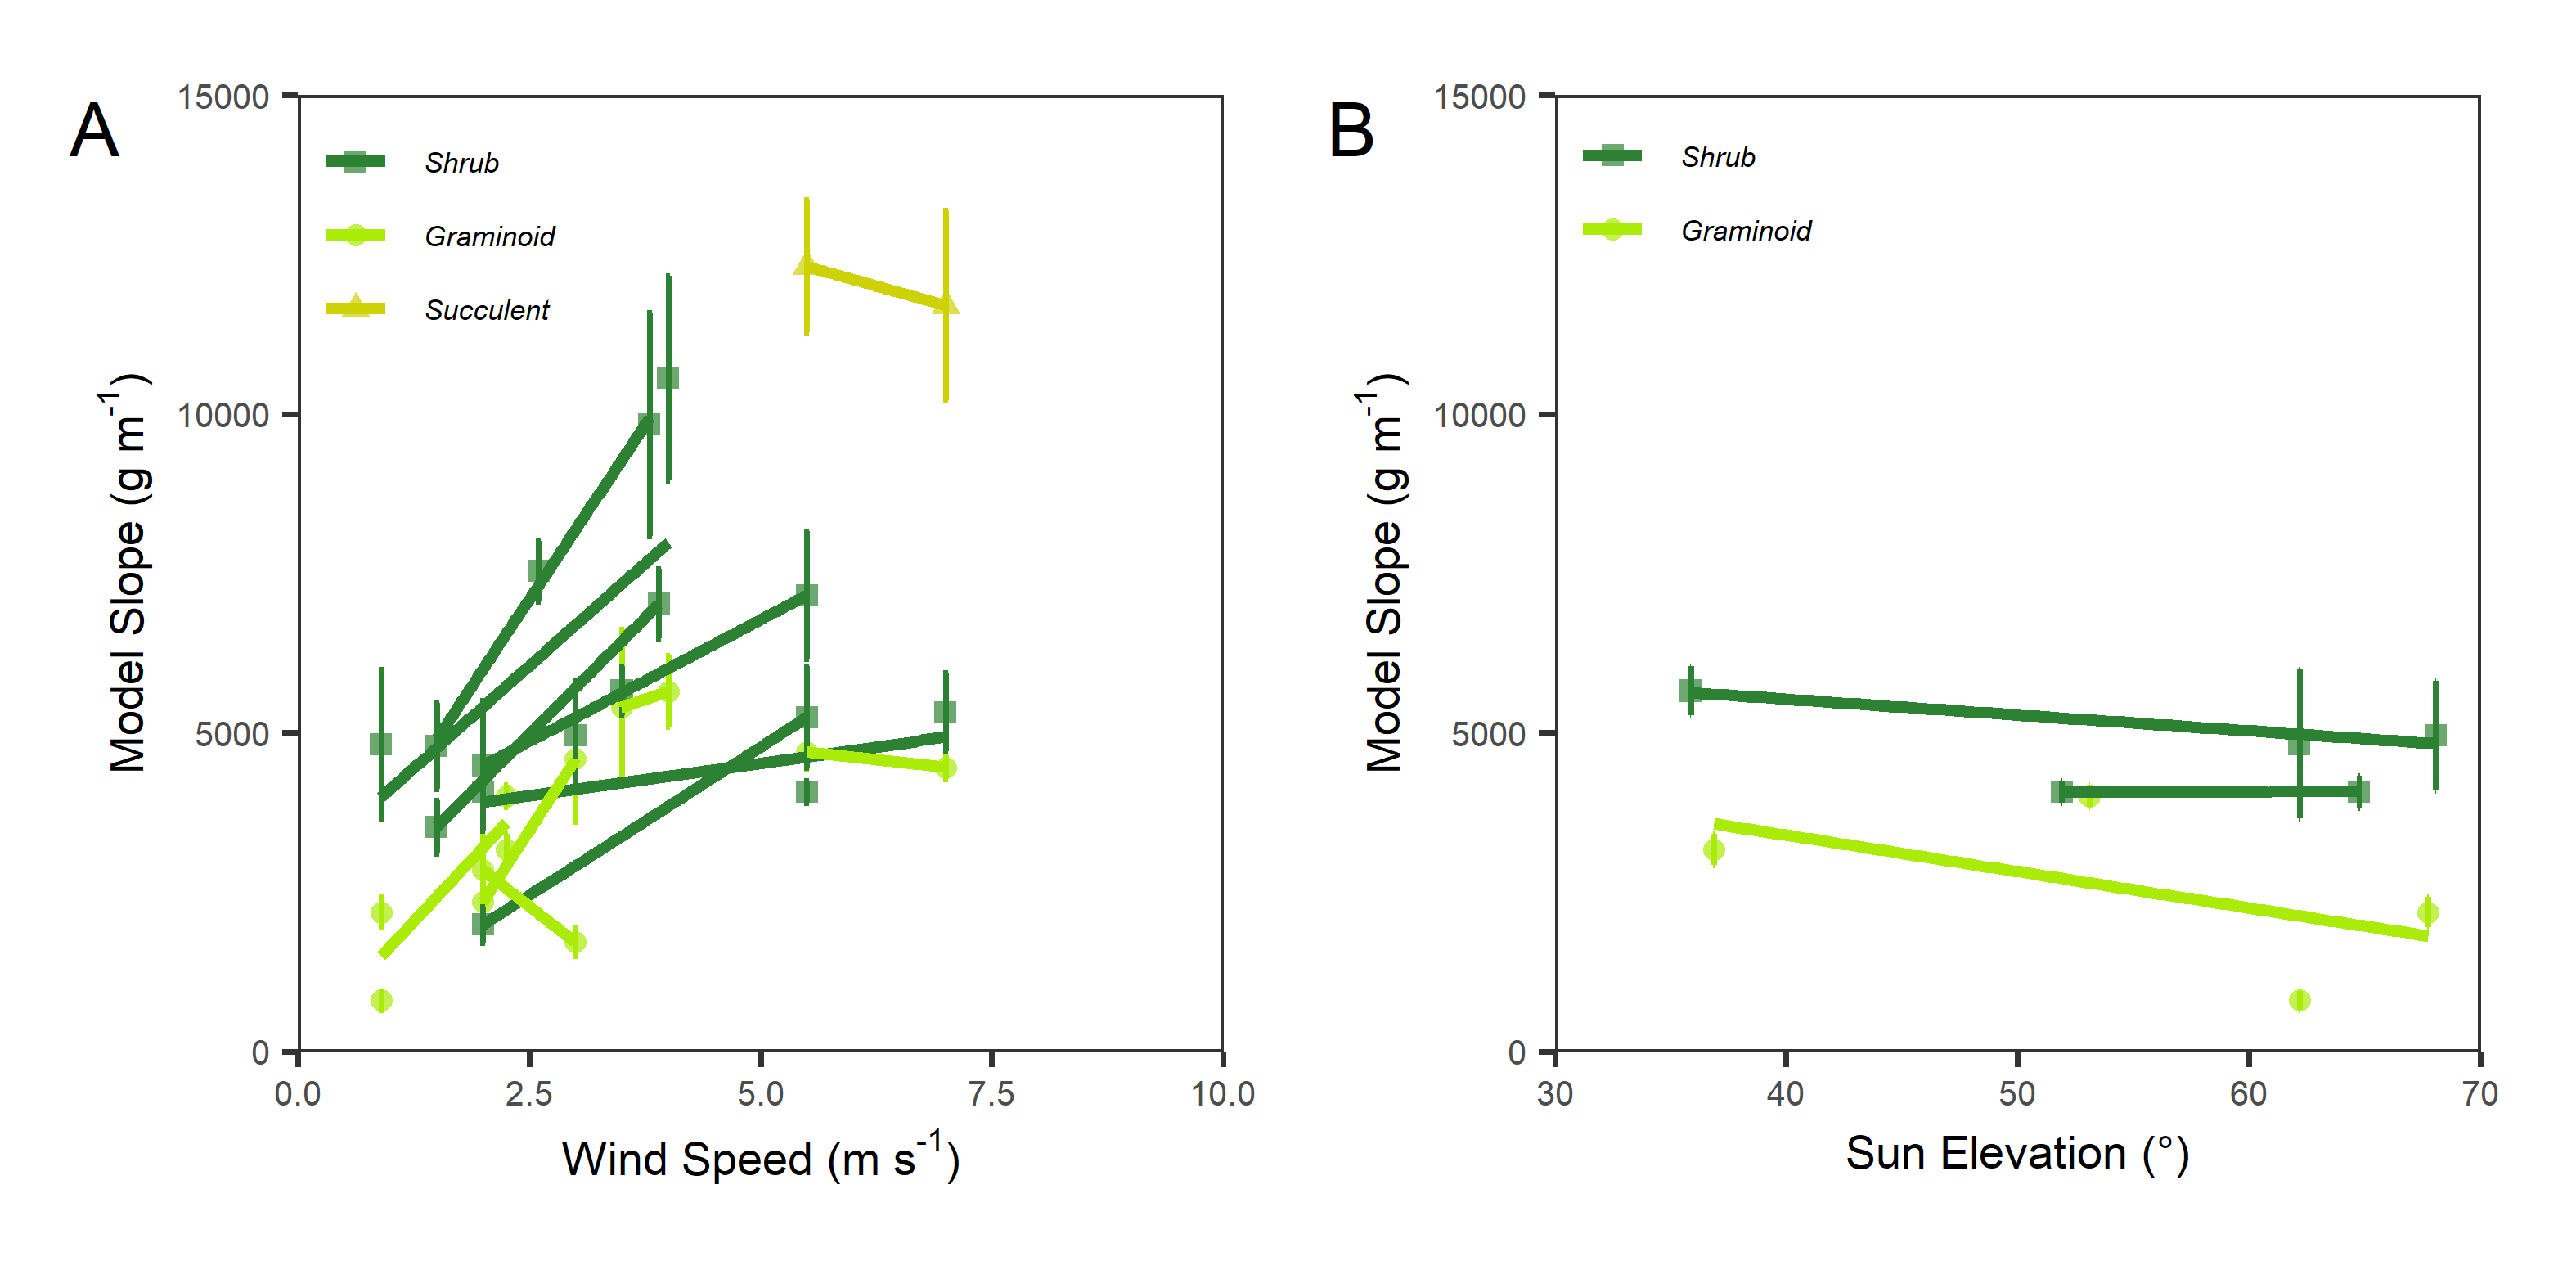 A
15000
10000
5000
0
0.0 2.5 5.0 7.5 10.0
Model Slope (g m⁻¹)
Wind Speed (m s⁻¹)
Shrub
Graminoid
Succulent
B
15000
10000
5000
0
30 40 50 60 70
Model Slope (g m⁻¹)
Sun Elevation (°)
Shrub
Graminoid